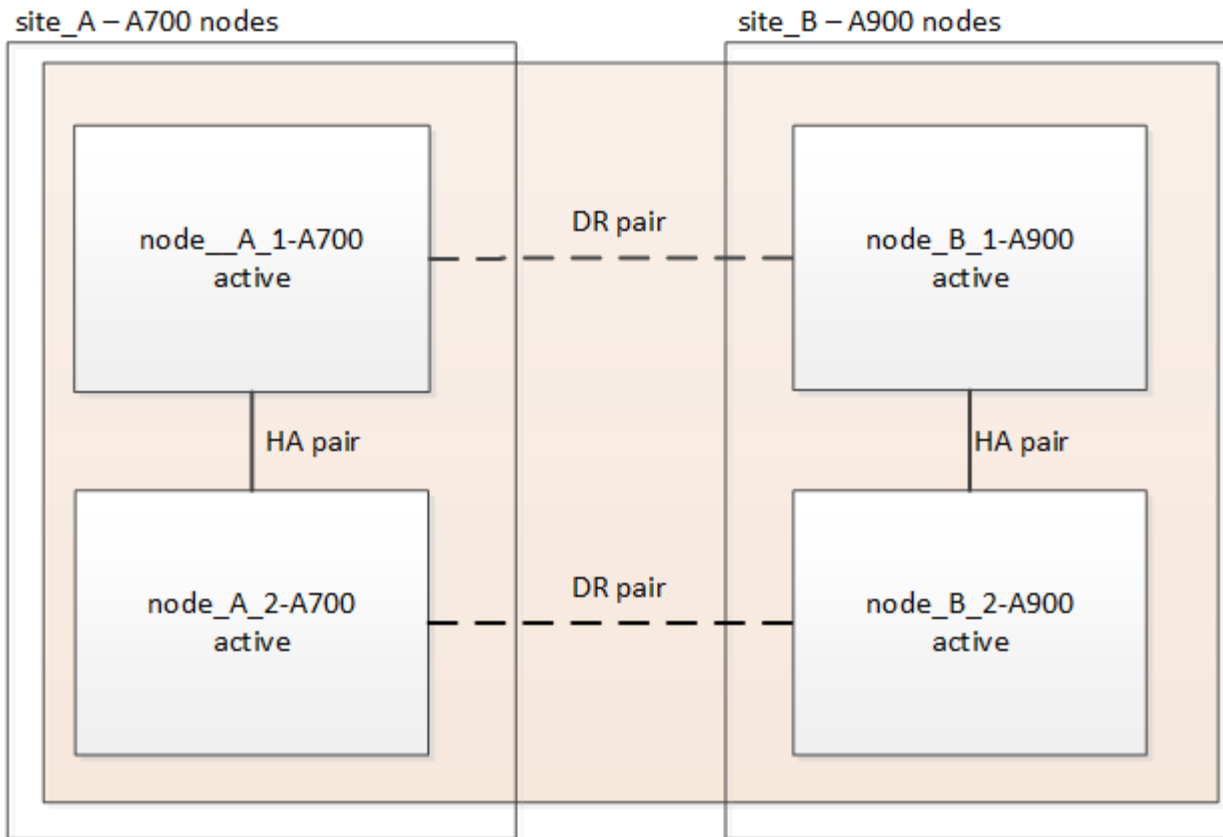 site_A – A700 nodes
site_B – A900 nodes
node__A_1-A700
active
DR pair
node_B_1-A900
active
HA pair
HA pair
node_A_2-A700
active
DR pair
node_B_2-A900
active